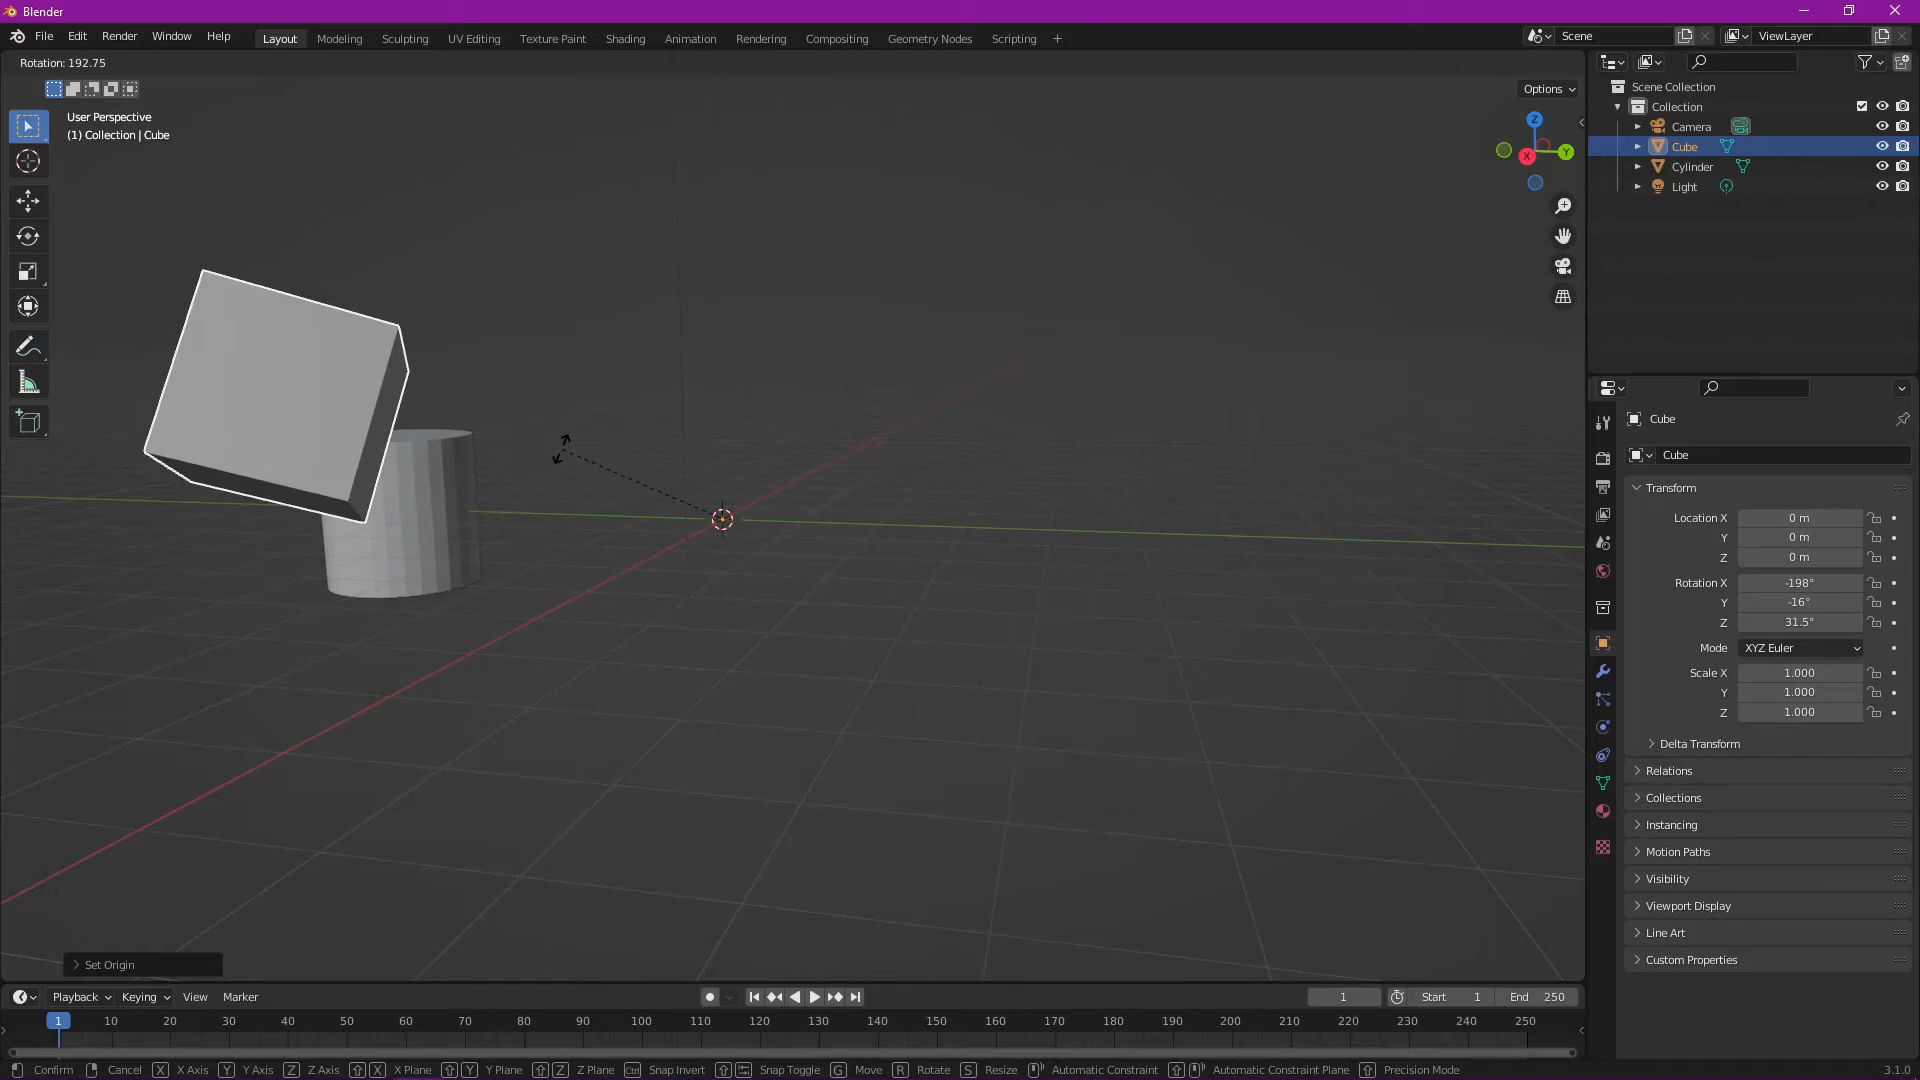 Blender
File Edit Render Window Help
Layout Modeling Sculpting UV Editing Texture Paint Shading Animation Rendering Compositing Geometry Nodes Scripting +
Scene
ViewLayer
Rotation: 192.75
Options
User Perspective
(1) Collection | Cube
Z
Y
X
Scene Collection
Collection
Camera
Cube
Cylinder
Light
Cube
Cube
Transform
Location X 0 m
Y 0 m
Z 0 m
Rotation X -198°
Y -16°
Z 31.5°
Mode XYZ Euler
Scale X 1.000
Y 1.000
Z 1.000
Delta Transform
Relations
Collections
Instancing
Motion Paths
Visibility
Viewport Display
Line Art
Custom Properties
Set Origin
Playback Keying View Marker
1 Start 1 End 250
1 10 20 30 40 50 60 70 80 90 100 110 120 130 140 150 160 170 180 190 200 210 220 230 240 250
Confirm Cancel X X Axis Y Y Axis Z Z Axis X X Plane Y Y Plane Z Z Plane Ctrl Snap Invert Snap Toggle G Move R Rotate S Resize Automatic Constraint Automatic Constraint Plane Precision Mode 3.1.0